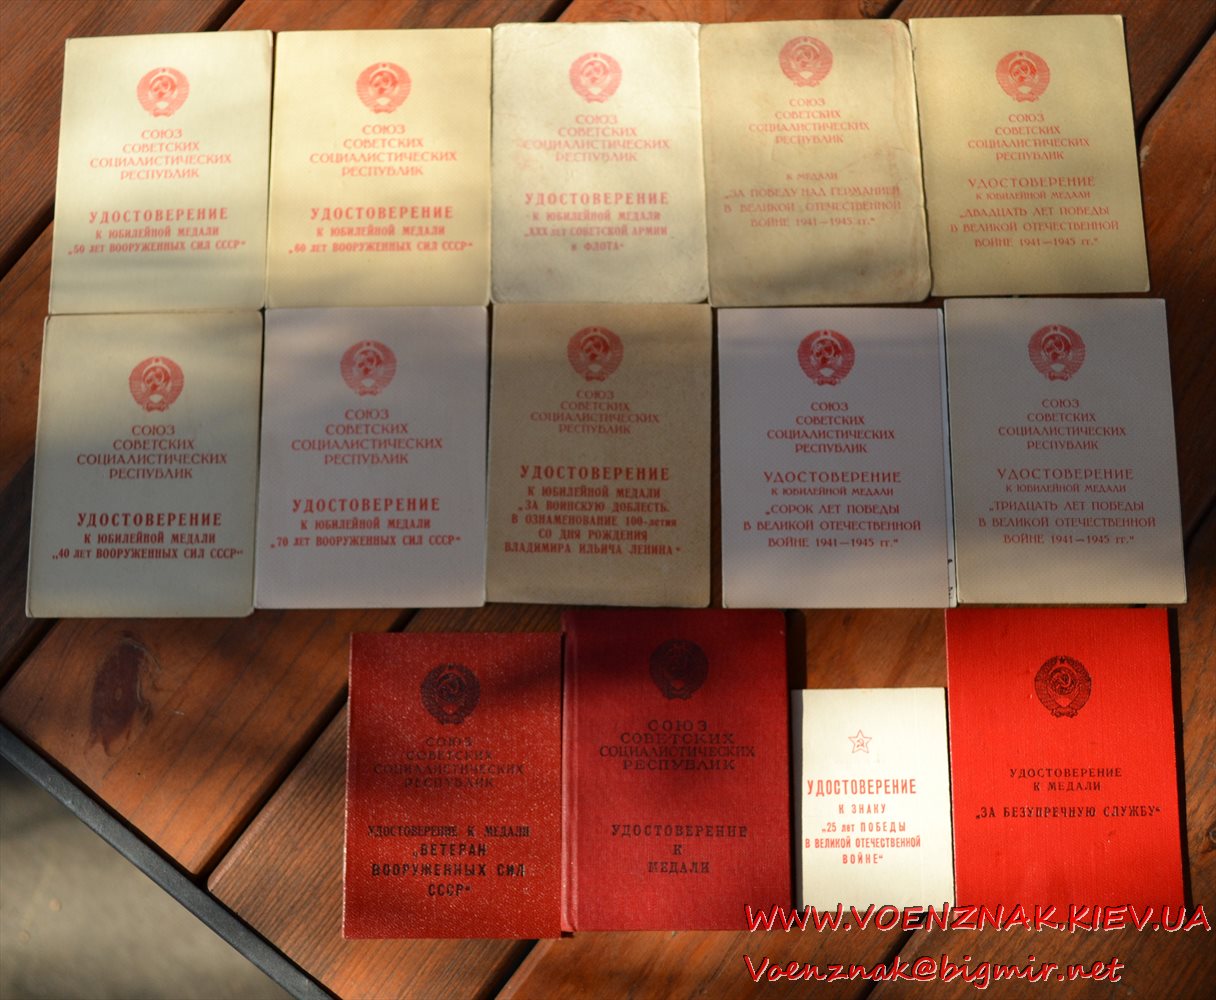 СОЮЗ
СОВЕТСКИХ
СОЦИАЛИСТИЧЕСКИХ
РЕСПУБЛИК
УДОСТОВЕРЕНИЕ
К ЮБИЛЕЙНОЙ МЕДАЛИ
„50 ЛЕТ ВООРУЖЕННЫХ СИЛ СССР“
СОЮЗ
СОВЕТСКИХ
СОЦИАЛИСТИЧЕСКИХ
РЕСПУБЛИК
УДОСТОВЕРЕНИЕ
К ЮБИЛЕЙНОЙ МЕДАЛИ
„60 ЛЕТ ВООРУЖЕННЫХ СИЛ СССР“
СОЮЗ
СОВЕТСКИХ
СОЦИАЛИСТИЧЕСКИХ
РЕСПУБЛИК
УДОСТОВЕРЕНИЕ
К ЮБИЛЕЙНОЙ МЕДАЛИ
„XXX ЛЕТ СОВЕТСКОЙ АРМИИ
И ФЛОТА“
СОЮЗ
СОВЕТСКИХ
СОЦИАЛИСТИЧЕСКИХ
РЕСПУБЛИК
К МЕДАЛИ
„ЗА ПОБЕДУ НАД ГЕРМАНИЕЙ
В ВЕЛИКОЙ ОТЕЧЕСТВЕННОЙ
ВОЙНЕ 1941—1945 гг.“
СОЮЗ
СОВЕТСКИХ
СОЦИАЛИСТИЧЕСКИХ
РЕСПУБЛИК
УДОСТОВЕРЕНИЕ
К ЮБИЛЕЙНОЙ МЕДАЛИ
„ДВАДЦАТЬ ЛЕТ ПОБЕДЫ
В ВЕЛИКОЙ ОТЕЧЕСТВЕННОЙ
ВОЙНЕ 1941—1945 гг.“
СОЮЗ
СОВЕТСКИХ
СОЦИАЛИСТИЧЕСКИХ
РЕСПУБЛИК
УДОСТОВЕРЕНИЕ
К ЮБИЛЕЙНОЙ МЕДАЛИ
„40 ЛЕТ ВООРУЖЕННЫХ СИЛ СССР“
СОЮЗ
СОВЕТСКИХ
СОЦИАЛИСТИЧЕСКИХ
РЕСПУБЛИК
УДОСТОВЕРЕНИЕ
К ЮБИЛЕЙНОЙ МЕДАЛИ
„70 ЛЕТ ВООРУЖЕННЫХ СИЛ СССР“
СОЮЗ
СОВЕТСКИХ
СОЦИАЛИСТИЧЕСКИХ
РЕСПУБЛИК
УДОСТОВЕРЕНИЕ
К ЮБИЛЕЙНОЙ МЕДАЛИ
„ЗА ВОИНСКУЮ ДОБЛЕСТЬ.
В ОЗНАМЕНОВАНИЕ 100-летия
СО ДНЯ РОЖДЕНИЯ
ВЛАДИМИРА ИЛЬИЧА ЛЕНИНА“
СОЮЗ
СОВЕТСКИХ
СОЦИАЛИСТИЧЕСКИХ
РЕСПУБЛИК
УДОСТОВЕРЕНИЕ
К ЮБИЛЕЙНОЙ МЕДАЛИ
„СОРОК ЛЕТ ПОБЕДЫ
В ВЕЛИКОЙ ОТЕЧЕСТВЕННОЙ
ВОЙНЕ 1941—1945 гг.“
СОЮЗ
СОВЕТСКИХ
СОЦИАЛИСТИЧЕСКИХ
РЕСПУБЛИК
УДОСТОВЕРЕНИЕ
К ЮБИЛЕЙНОЙ МЕДАЛИ
„ТРИДЦАТЬ ЛЕТ ПОБЕДЫ
В ВЕЛИКОЙ ОТЕЧЕСТВЕННОЙ
ВОЙНЕ 1941—1945 гг.“
СОЮЗ
СОВЕТСКИХ
СОЦИАЛИСТИЧЕСКИХ
РЕСПУБЛИК
УДОСТОВЕРЕНИЕ К МЕДАЛИ
„ВЕТЕРАН
ВООРУЖЕННЫХ СИЛ
СССР“
СОЮЗ
СОВЕТСКИХ
СОЦИАЛИСТИЧЕСКИХ
РЕСПУБЛИК
УДОСТОВЕРЕНИЕ
К
МЕДАЛИ
УДОСТОВЕРЕНИЕ
К ЗНАКУ
„25 лет ПОБЕДЫ
В ВЕЛИКОЙ ОТЕЧЕСТВЕННОЙ
ВОЙНЕ“
УДОСТОВЕРЕНИЕ
К МЕДАЛИ
„ЗА БЕЗУПРЕЧНУЮ СЛУЖБУ“
WWW.VOENZNAK.KIEV.UA
Voenznak@bigmir.net